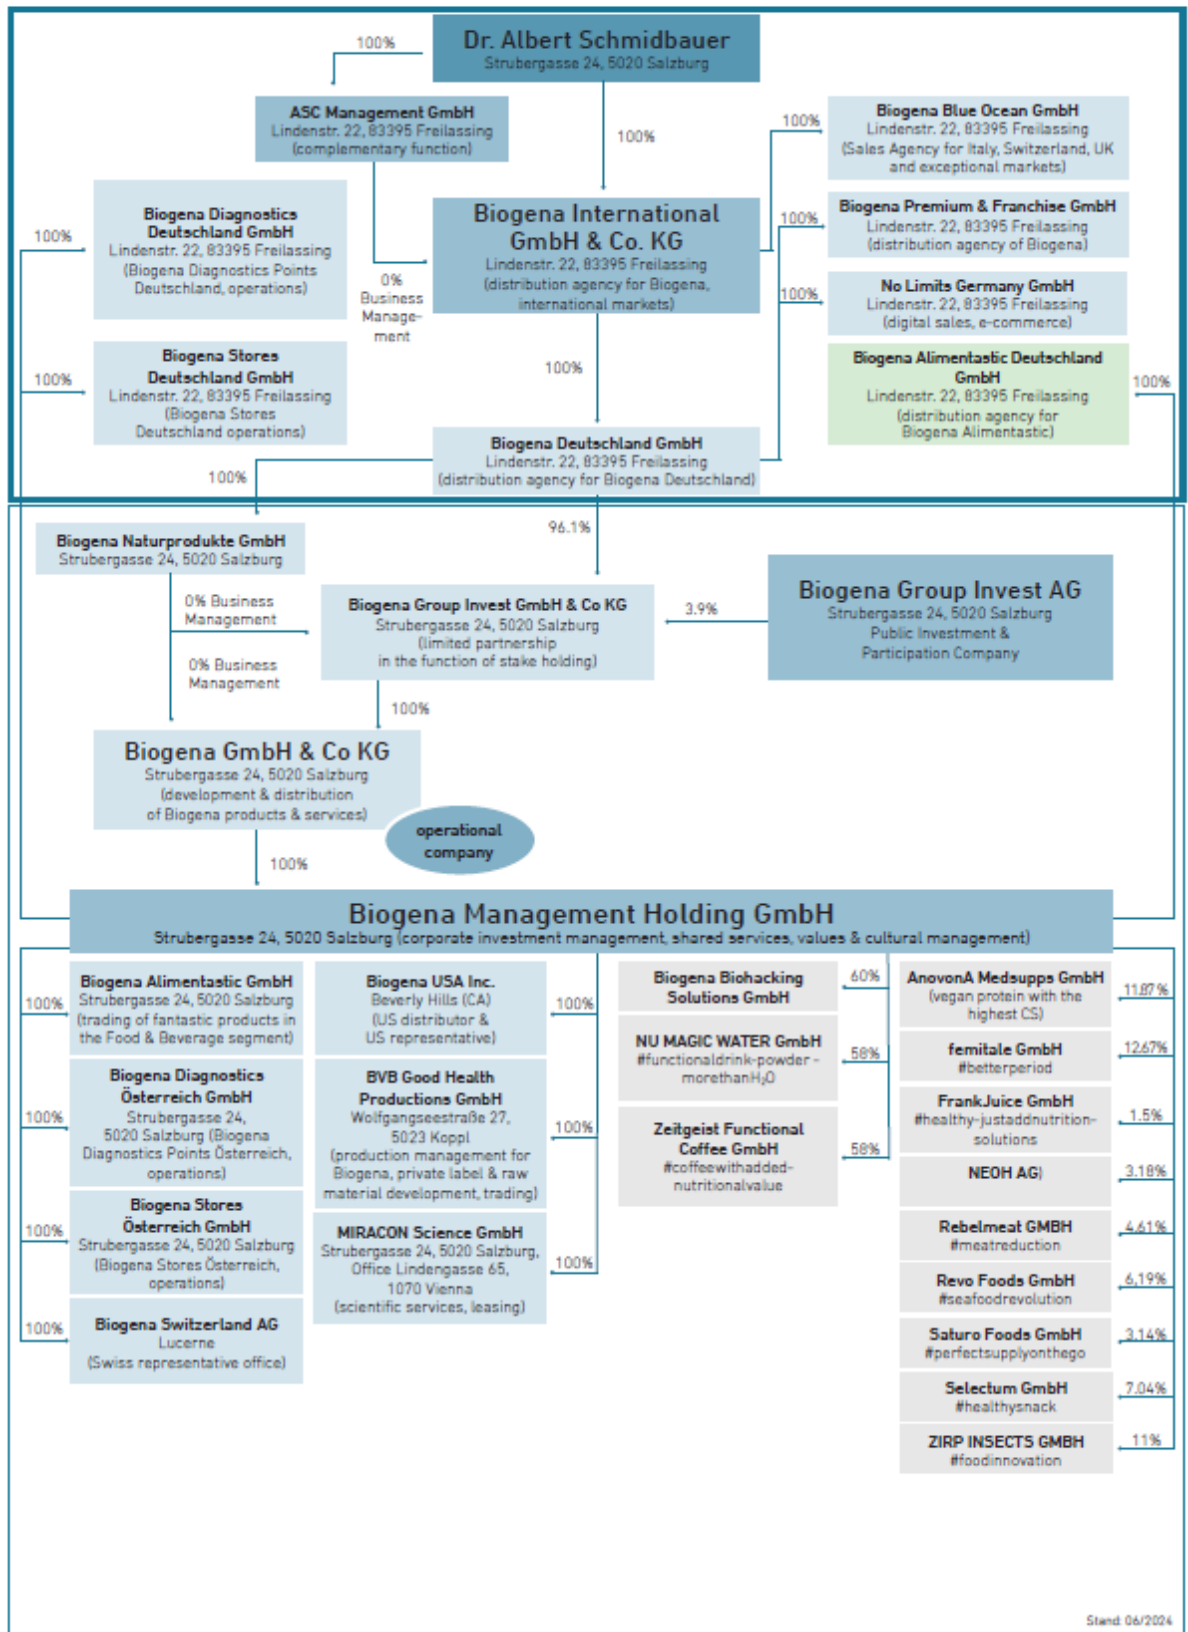 Dr. Albert Schmidbauer
Strubergasse 24, 5020 Salzburg
100%
ASC Management GmbH
Lindenstr. 22, 83395 Freilassing
(complementary function)
100%
100%
Biogena Blue Ocean GmbH
Lindenstr. 22, 83395 Freilassing
(Sales Agency for Italy, Switzerland, UK
and exceptional markets)
100%
Biogena Diagnostics
Deutschland GmbH
Lindenstr. 22, 83395 Freilassing
(Biogena Diagnostics Points
Deutschland, operations)
0%
Business
Manage-
ment
Biogena International
GmbH & Co. KG
Lindenstr. 22, 83395 Freilassing
(distribution agency for Biogena,
international markets)
100%
Biogena Premium & Franchise GmbH
Lindenstr. 22, 83395 Freilassing
(distribution agency of Biogena)
100%
No Limits Germany GmbH
Lindenstr. 22, 83395 Freilassing
(digital sales, e-commerce)
100%
Biogena Stores
Deutschland GmbH
Lindenstr. 22, 83395 Freilassing
(Biogena Stores
Deutschland operations)
100%
Biogena Alimentastic Deutschland
GmbH
Lindenstr. 22, 83395 Freilassing
(distribution agency for
Biogena Alimentastic)
100%
Biogena Deutschland GmbH
Lindenstr. 22, 83395 Freilassing
(distribution agency for Biogena Deutschland)
100%
96.1%
Biogena Naturprodukte GmbH
Strubergasse 24, 5020 Salzburg
0% Business
Management
0% Business
Management
Biogena Group Invest GmbH & Co KG
Strubergasse 24, 5020 Salzburg
(limited partnership
in the function of stake holding)
3.9%
Biogena Group Invest AG
Strubergasse 24, 5020 Salzburg
Public Investment &
Participation Company
100%
Biogena GmbH & Co KG
Strubergasse 24, 5020 Salzburg
(development & distribution
of Biogena products & services)
operational
company
100%
Biogena Management Holding GmbH
Strubergasse 24, 5020 Salzburg (corporate investment management, shared services, values & cultural management)
100%
Biogena Alimentastic GmbH
Strubergasse 24, 5020 Salzburg
(trading of fantastic products in
the Food & Beverage segment)
100%
Biogena Diagnostics
Österreich GmbH
Strubergasse 24,
5020 Salzburg (Biogena
Diagnostics Points Österreich,
operations)
100%
Biogena Stores
Österreich GmbH
Strubergasse 24, 5020 Salzburg
(Biogena Stores Österreich,
operations)
100%
Biogena Switzerland AG
Lucerne
(Swiss representative office)
Biogena USA Inc.
Beverly Hills (CA)
(US distributor &
US representative)
100%
BVB Good Health
Productions GmbH
Wolfgangseestraße 27,
5023 Koppl
(production management for
Biogena, private label & raw
material development, trading)
100%
MIRACON Science GmbH
Strubergasse 24, 5020 Salzburg,
Office Lindengasse 65,
1070 Vienna
(scientific services, leasing)
100%
Biogena Biohacking
Solutions GmbH
60%
NU MAGIC WATER GmbH
#functionaldrink-powder -
morethanH₂O
58%
Zeitgeist Functional
Coffee GmbH
#coffeewithadded-
nutritionalvalue
58%
AnovonA Medsupps GmbH
(vegan protein with the
highest CS)
11.87%
femitale GmbH
#betterperiod
12.67%
FrankJuice GmbH
#healthy-justaddnutrition-
solutions
1.5%
NEOH AG)
3.18%
Rebelmeat GMBH
#meatreduction
4.61%
Revo Foods GmbH
#seafoodrevolution
6,19%
Saturo Foods GmbH
#perfectsupplyonthego
3.14%
Selectum GmbH
#healthysnack
7.04%
ZIRP INSECTS GMBH
#foodinnovation
11%
Stand: 06/2024